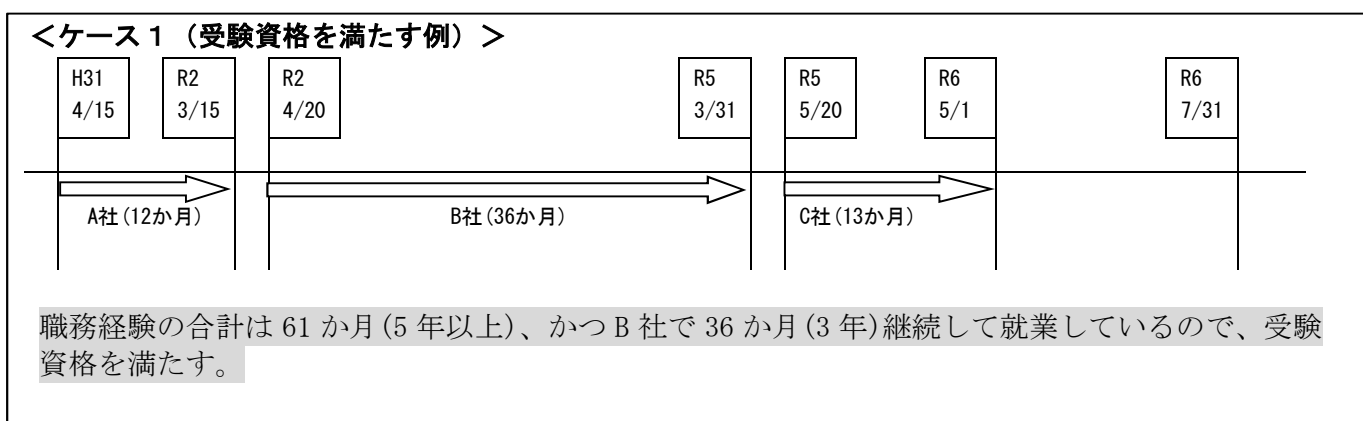 ＜ケース１（受験資格を満たす例）＞
H31
4/15
R2
3/15
R2
4/20
R5
3/31
R5
5/20
R6
5/1
R6
7/31
A社(12か月)
B社(36か月)
C社(13か月)
職務経験の合計は 61 か月(5 年以上)、かつ B 社で 36 か月(3 年)継続して就業しているので、受験
資格を満たす。